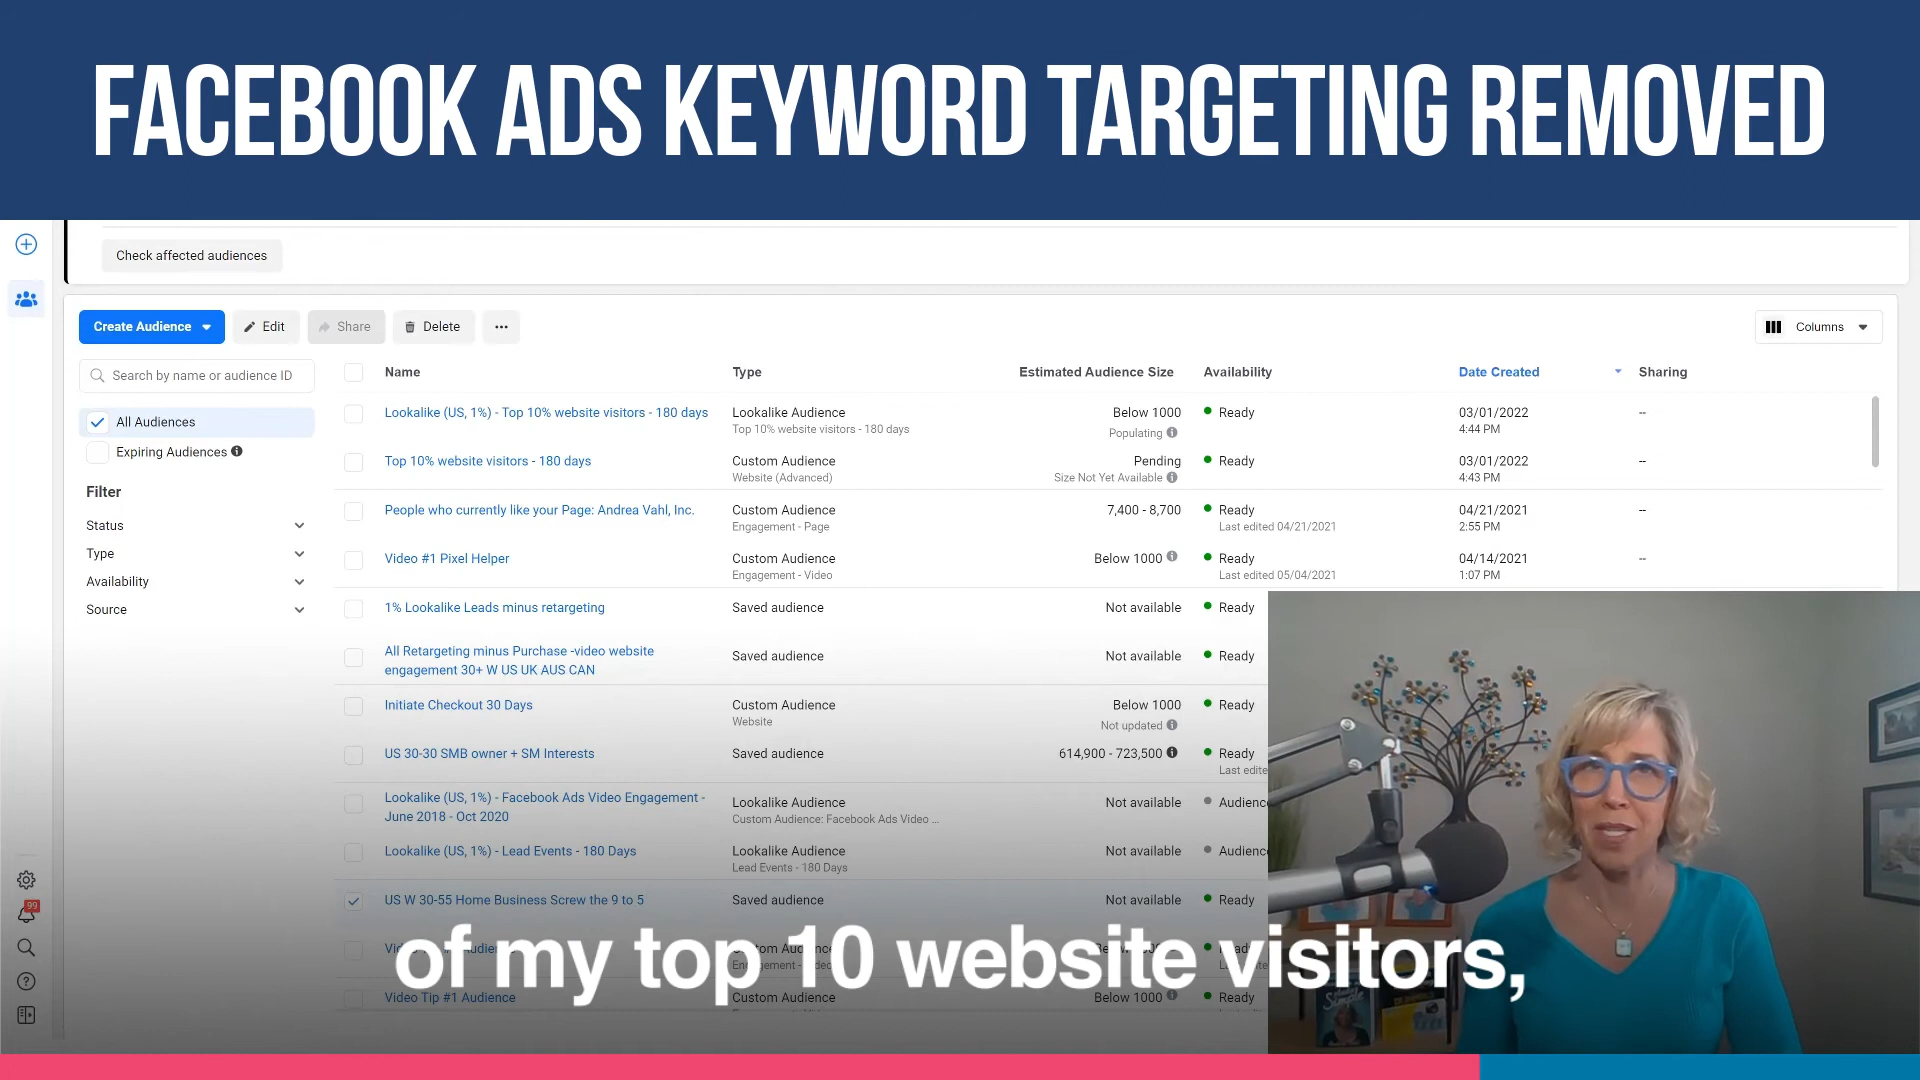 FACEBOOK ADS KEYWORD TARGETING REMOVED
Check affected audiences
Create Audience
Edit
Share
Delete
Columns
Search by name or audience ID
All Audiences
Expiring Audiences
Filter
Status
Type
Availability
Source
Name Type Estimated Audience Size Availability Date Created Sharing
Lookalike (US, 1%) - Top 10% website visitors - 180 days Lookalike Audience Below 1000 Ready 03/01/2022 --
Top 10% website visitors - 180 days Populating 4:44 PM
Top 10% website visitors - 180 days Custom Audience Pending Ready 03/01/2022 --
Website (Advanced) Size Not Yet Available 4:43 PM
People who currently like your Page: Andrea Vahl, Inc. Custom Audience 7,400 - 8,700 Ready 04/21/2021 --
Engagement - Page Last edited 04/21/2021 2:55 PM
Video #1 Pixel Helper Custom Audience Below 1000 Ready 04/14/2021 --
Engagement - Video Last edited 05/04/2021 1:07 PM
1% Lookalike Leads minus retargeting Saved audience Not available Ready
All Retargeting minus Purchase -video website
engagement 30+ W US UK AUS CAN Saved audience Not available Ready
Initiate Checkout 30 Days Custom Audience Below 1000 Ready
Website Not updated
US 30-30 SMB owner + SM Interests Saved audience 614,900 - 723,500 Ready
Last edite
Lookalike (US, 1%) - Facebook Ads Video Engagement -
June 2018 - Oct 2020 Lookalike Audience Not available Audienc
Custom Audience: Facebook Ads Video ...
Lookalike (US, 1%) - Lead Events - 180 Days Lookalike Audience Not available Audienc
Lead Events - 180 Days
US W 30-55 Home Business Screw the 9 to 5 Saved audience Not available Ready
99
of my top 10 website visitors,
Video Tip #1 Audience Custom Audience Below 1000 Ready